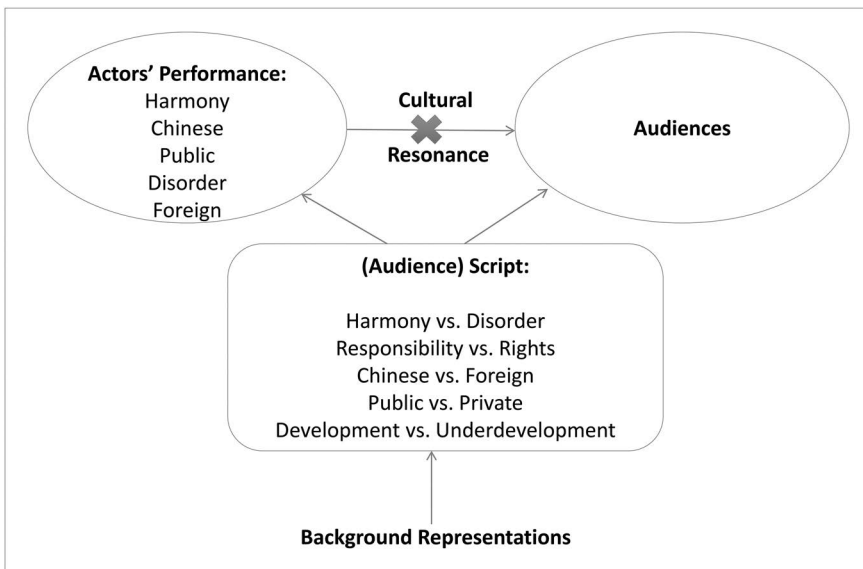 Actors’ Performance:
Harmony
Chinese
Public
Disorder
Foreign
Cultural
Resonance
Audiences
(Audience) Script:
Harmony vs. Disorder
Responsibility vs. Rights
Chinese vs. Foreign
Public vs. Private
Development vs. Underdevelopment
Background Representations